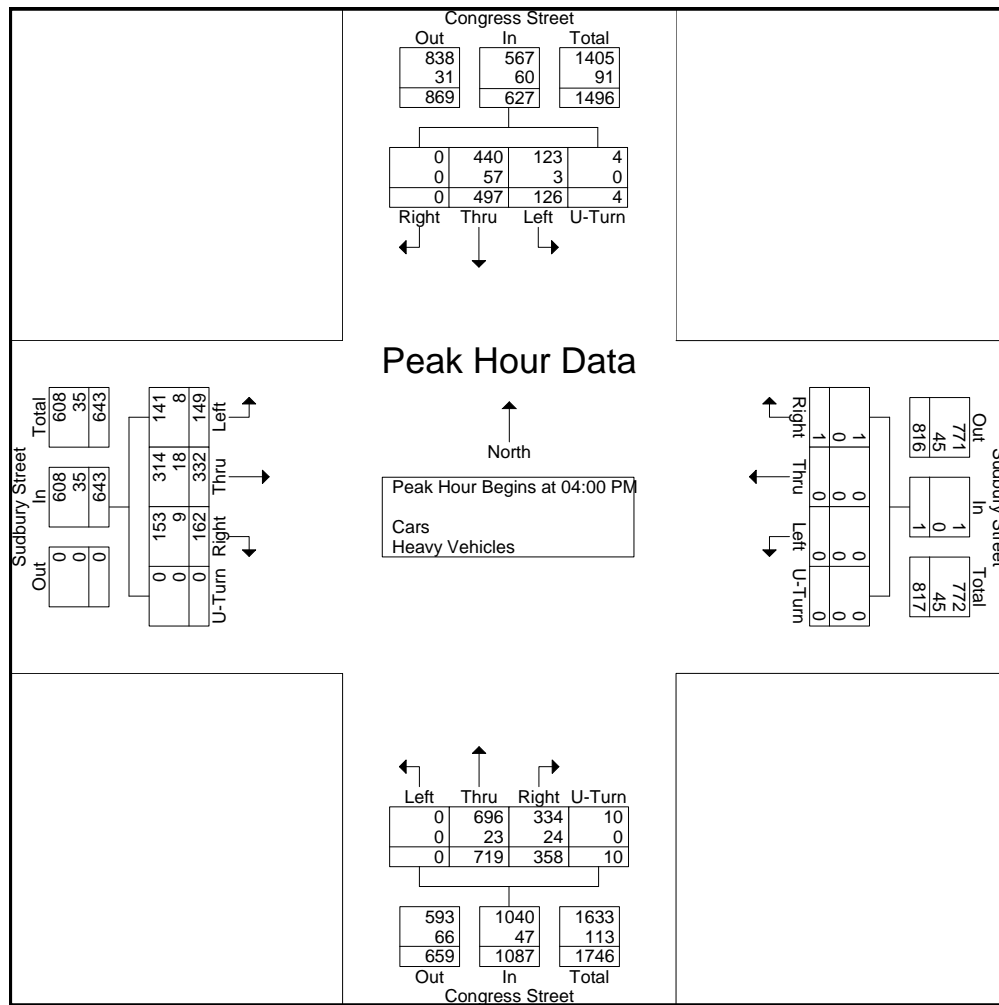 Congress Street
Out In Total
838 567 1405
31 60 91
869 627 1496
0 440 123 4
0 57 3 0
0 497 126 4
Right Thru Left U-Turn
Peak Hour Data
North
Peak Hour Begins at 04:00 PM
Cars
Heavy Vehicles
Sudbury Street
Out In Total
0 608 608
0 35 35
0 643 643
U-Turn Right Thru Left
0 153 314 141
0 9 18 8
0 162 332 149
Sudbury Street
Out In Total
771 1 772
45 0 45
816 1 817
1 0 0 0
0 0 0 0
1 0 0 0
Right Thru Left U-Turn
Left Thru Right U-Turn
0 696 334 10
0 23 24 0
0 719 358 10
593 1040 1633
66 47 113
659 1087 1746
Out In Total
Congress Street